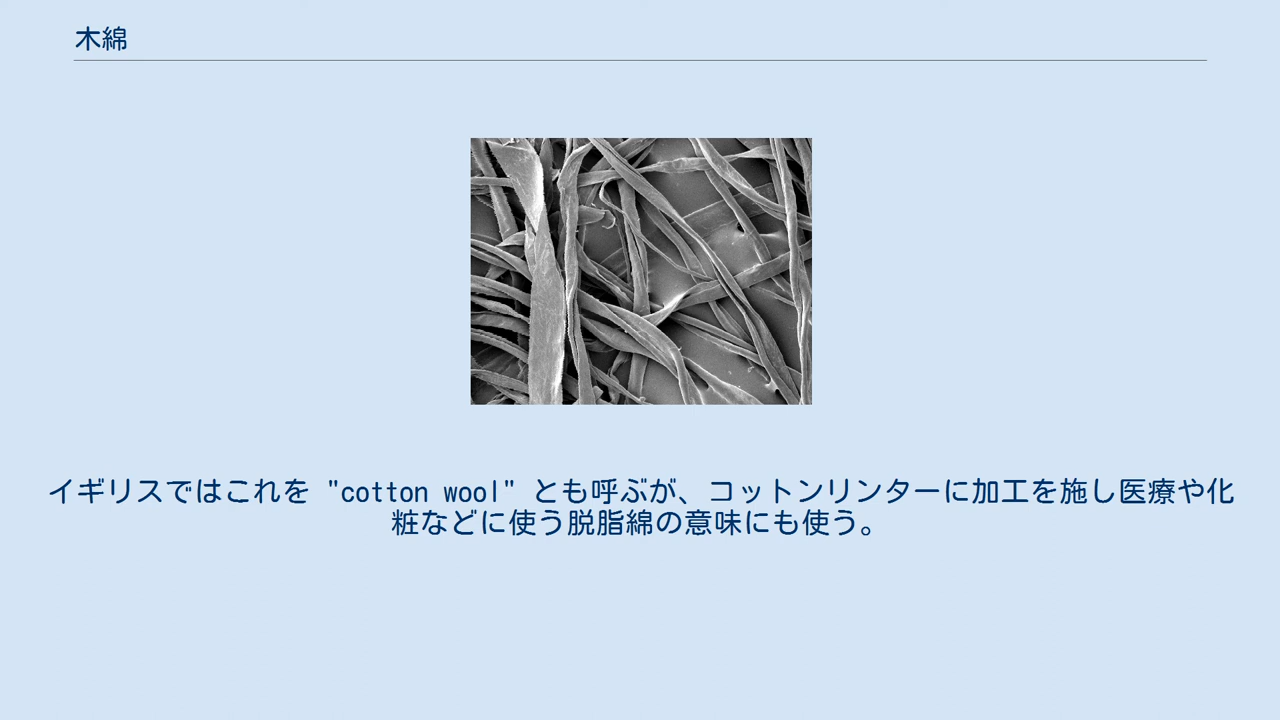 木綿
イギリスではこれを "cotton wool" とも呼ぶが、コットンリンターに加工を施し医療や化
粧などに使う脱脂綿の意味にも使う。